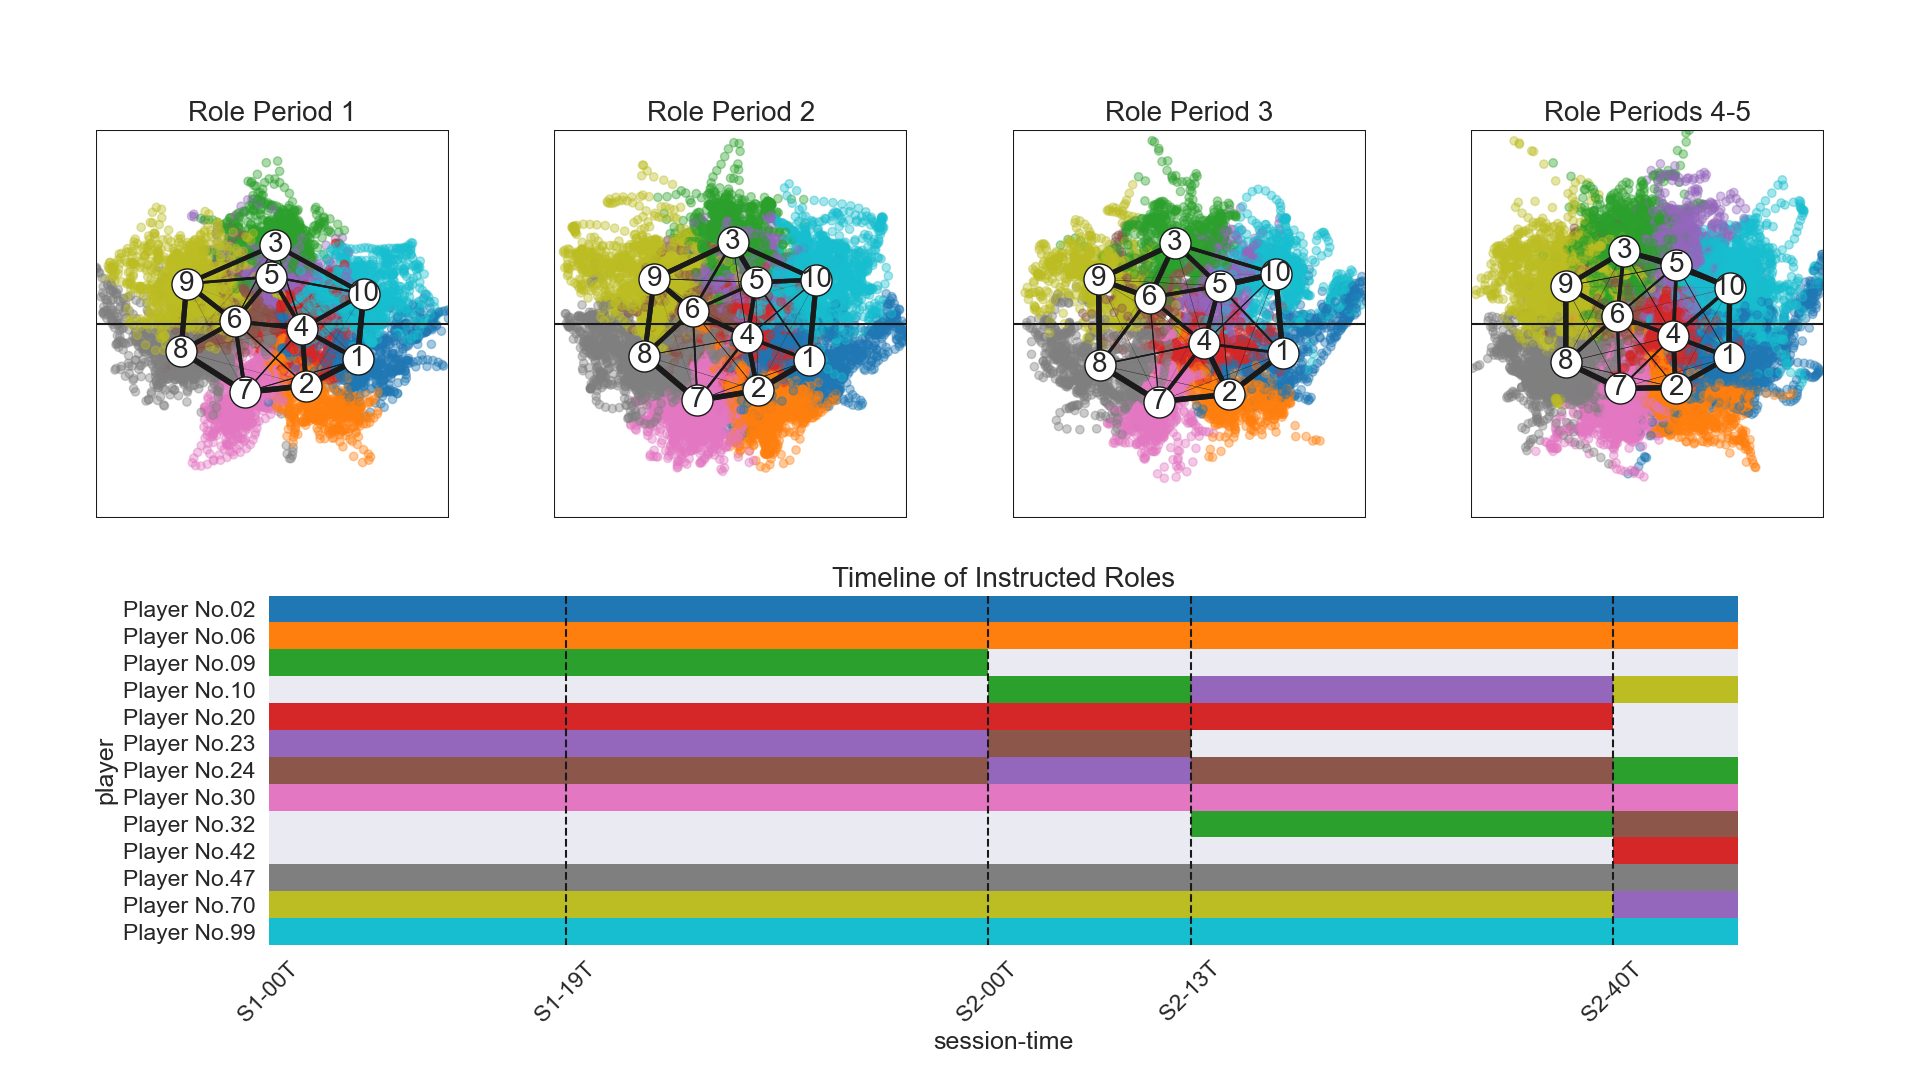 Role Period 1
Role Period 2
Role Period 3
Role Periods 4-5
3
9
5
10
6
4
8
1
7
2
3
9
5
10
6
4
8
1
7
2
3
9
5
10
6
4
8
1
7
2
3
9
5
10
6
4
8
1
7
2
Timeline of Instructed Roles
player
Player No.02
Player No.06
Player No.09
Player No.10
Player No.20
Player No.23
Player No.24
Player No.30
Player No.32
Player No.42
Player No.47
Player No.70
Player No.99
S1-00T
S1-19T
S2-00T
S2-13T
S2-40T
session-time